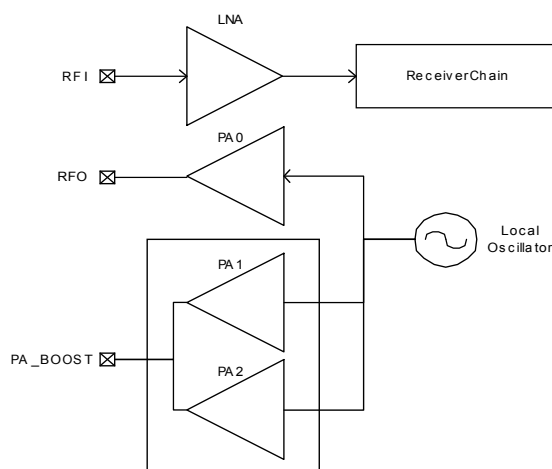 LNA
RFI
ReceiverChain
PA0
RFO
Local
Oscillator
PA1
PA_BOOST
PA2